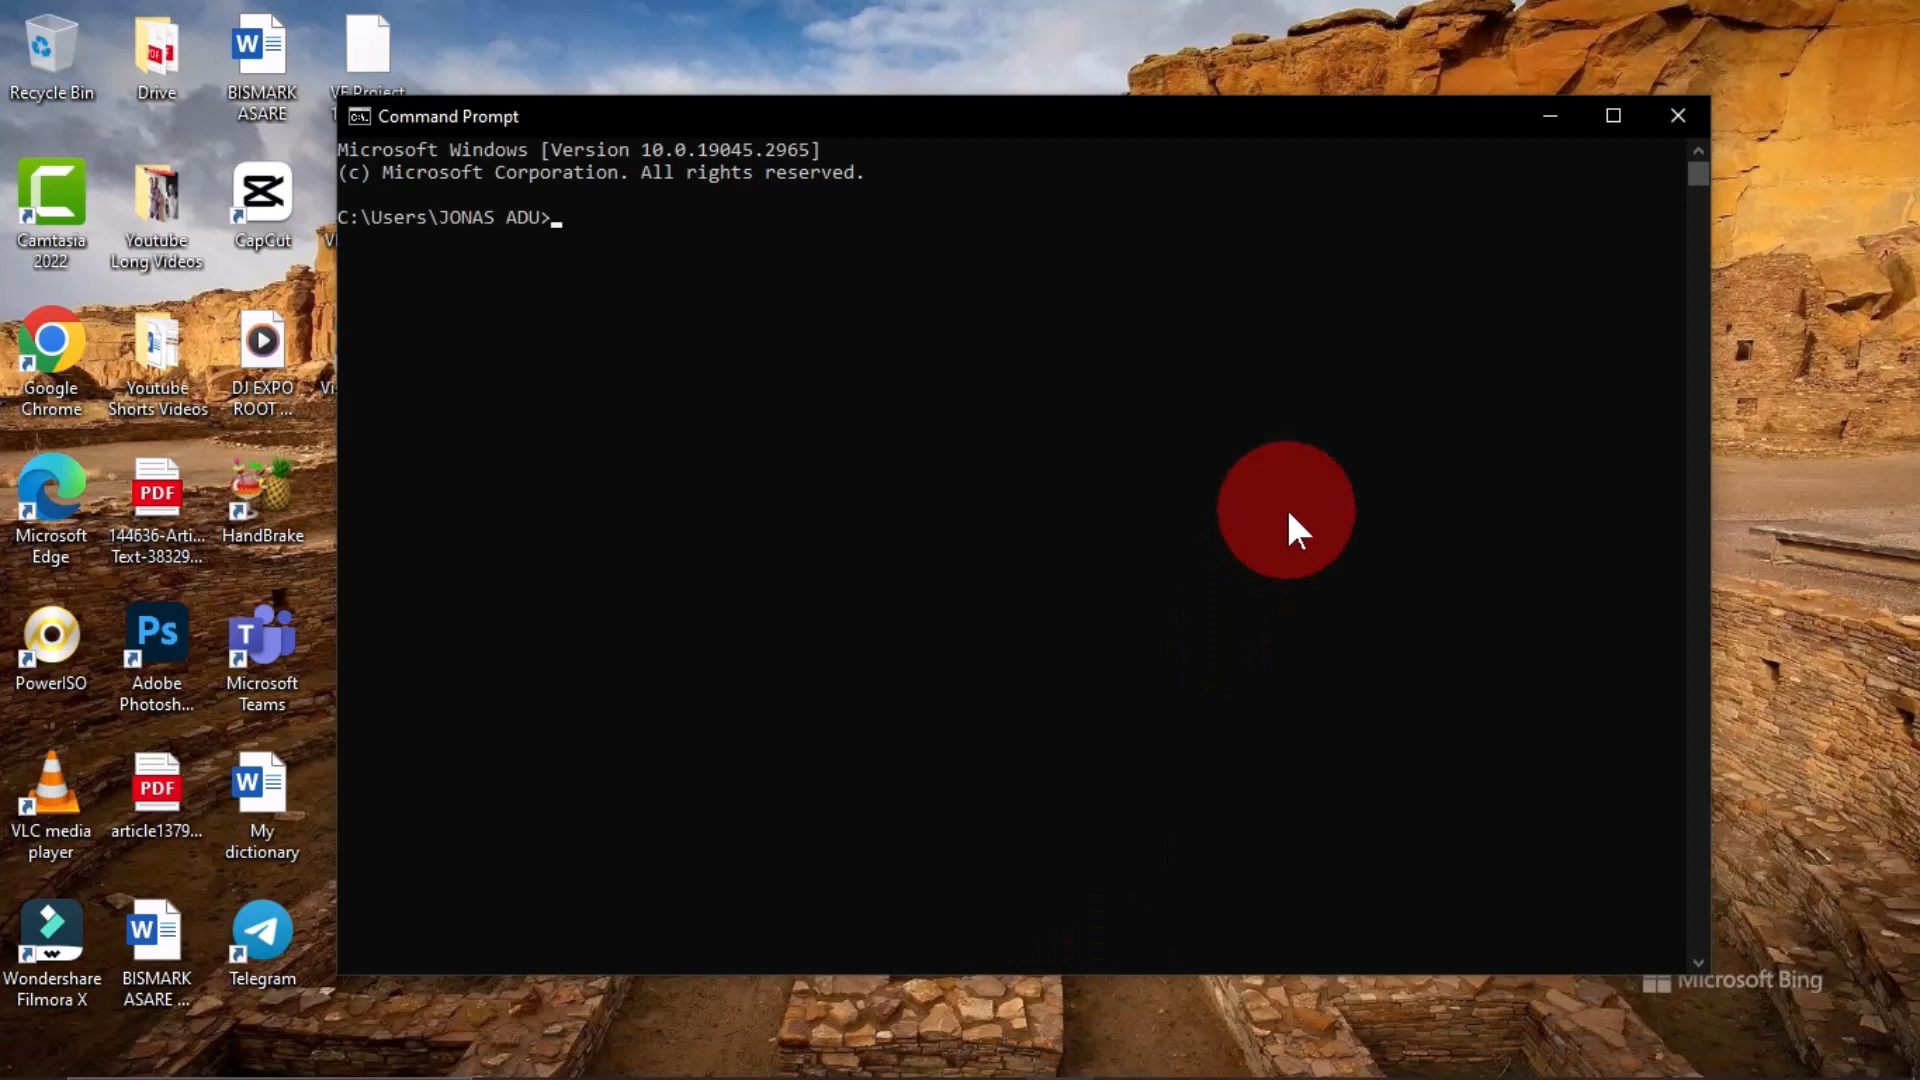 Recycle Bin
Drive
BISMARK
ASARE
VF Project
Command Prompt
Microsoft Windows [Version 10.0.19045.2965]
(c) Microsoft Corporation. All rights reserved.
C:\Users\JONAS ADU>
Camtasia
2022
Youtube
Long Videos
CapCut
Google
Chrome
Youtube
Shorts Videos
DJ EXPO
ROOT ...
Microsoft
Edge
PDF
144636-Arti...
Text-38329...
HandBrake
PowerISO
Ps
Adobe
Photosh...
T
Microsoft
Teams
VLC media
player
PDF
article1379...
W
My
dictionary
Wondershare
Filmora X
W
BISMARK
ASARE ...
Telegram
Microsoft Bing